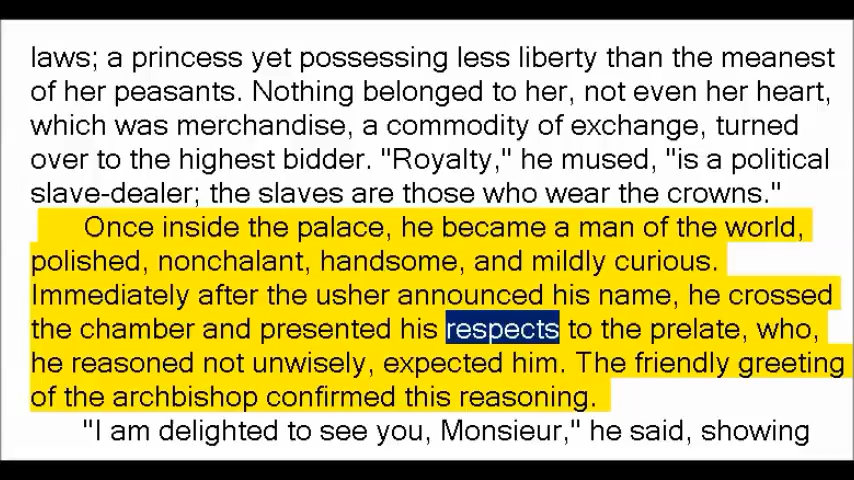 laws; a princess yet possessing less liberty than the meanest
of her peasants. Nothing belonged to her, not even her heart,
which was merchandise, a commodity of exchange, turned
over to the highest bidder. "Royalty," he mused, "is a political
slave-dealer; the slaves are those who wear the crowns."
Once inside the palace, he became a man of the world,
polished, nonchalant, handsome, and mildly curious.
Immediately after the usher announced his name, he crossed
the chamber and presented his respects to the prelate, who,
he reasoned not unwisely, expected him. The friendly greeting
of the archbishop confirmed this reasoning.
"I am delighted to see you, Monsieur," he said, showing